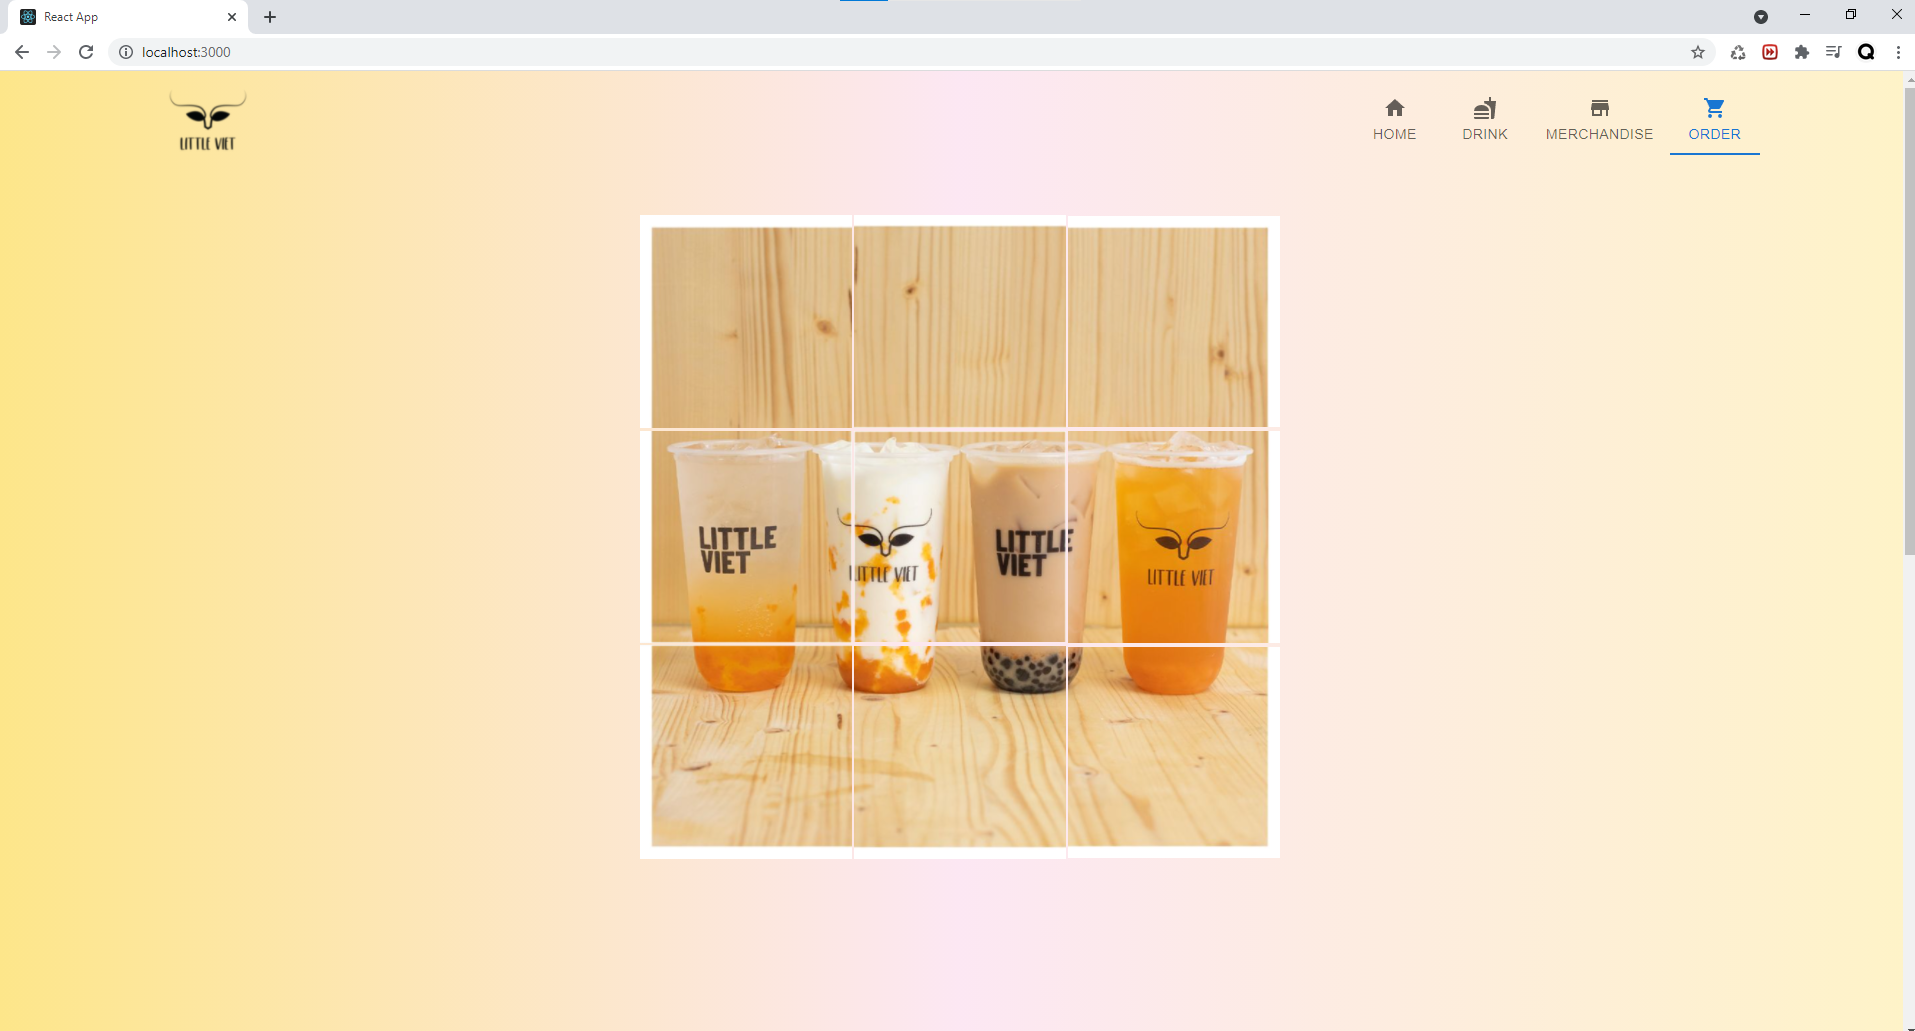 React App
localhost:3000
LITTLE VIET
HOME
DRINK
MERCHANDISE
ORDER
LITTLE
VIET
LITTLE VIET
LITTLE
VIET
LITTLE VIET